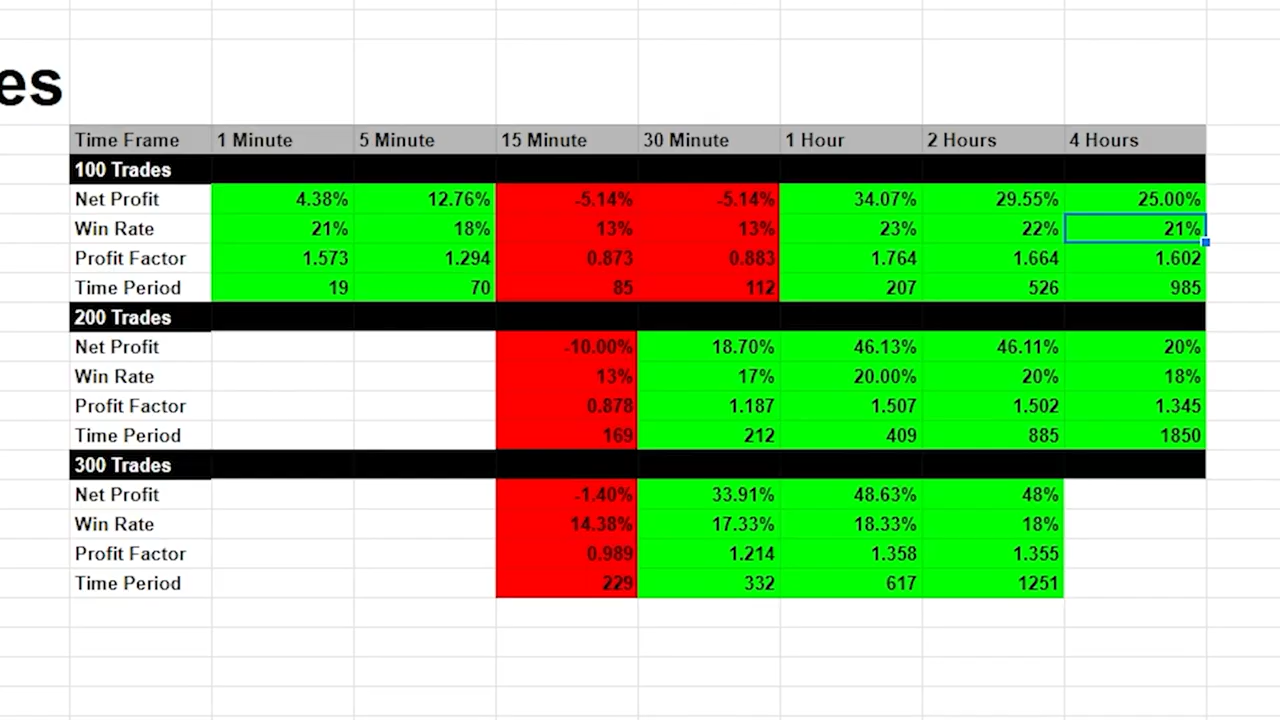 es
Time Frame 1 Minute 5 Minute 15 Minute 30 Minute 1 Hour 2 Hours 4 Hours
100 Trades
Net Profit 4.38% 12.76% -5.14% -5.14% 34.07% 29.55% 25.00%
Win Rate 21% 18% 13% 13% 23% 22% 21%
Profit Factor 1.573 1.294 0.873 0.883 1.764 1.664 1.602
Time Period 19 70 85 112 207 526 985
200 Trades
Net Profit -10.00% 18.70% 46.13% 46.11% 20%
Win Rate 13% 17% 20.00% 20% 18%
Profit Factor 0.878 1.187 1.507 1.502 1.345
Time Period 169 212 409 885 1850
300 Trades
Net Profit -1.40% 33.91% 48.63% 48%
Win Rate 14.38% 17.33% 18.33% 18%
Profit Factor 0.989 1.214 1.358 1.355
Time Period 229 332 617 1251